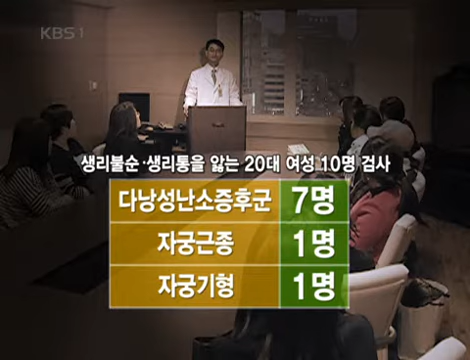 KBS 1
생리불순·생리통을 앓는 20대 여성 10명 검사
다낭성난소증후군 7명
자궁근종 1명
자궁기형 1명